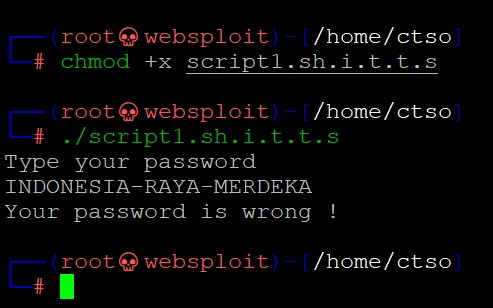 (root💀websploit)-[/home/ctso]
# chmod +x script1.sh.i.t.t.s
(root💀websploit)-[/home/ctso]
# ./script1.sh.i.t.t.s
Type your password
INDONESIA-RAYA-MERDEKA
Your password is wrong !
(root💀websploit)-[/home/ctso]
#